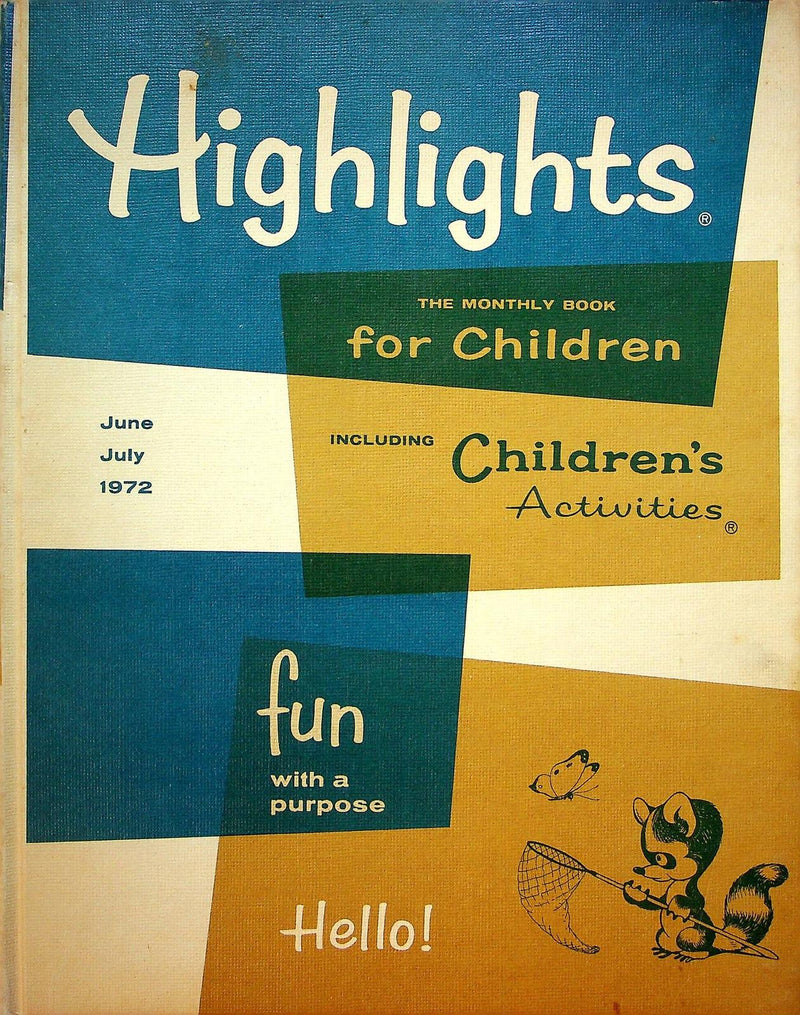 Highlights®
THE MONTHLY BOOK
for Children
June
July
1972
INCLUDING Children's
Activities®
fun
with a
purpose
Hello!